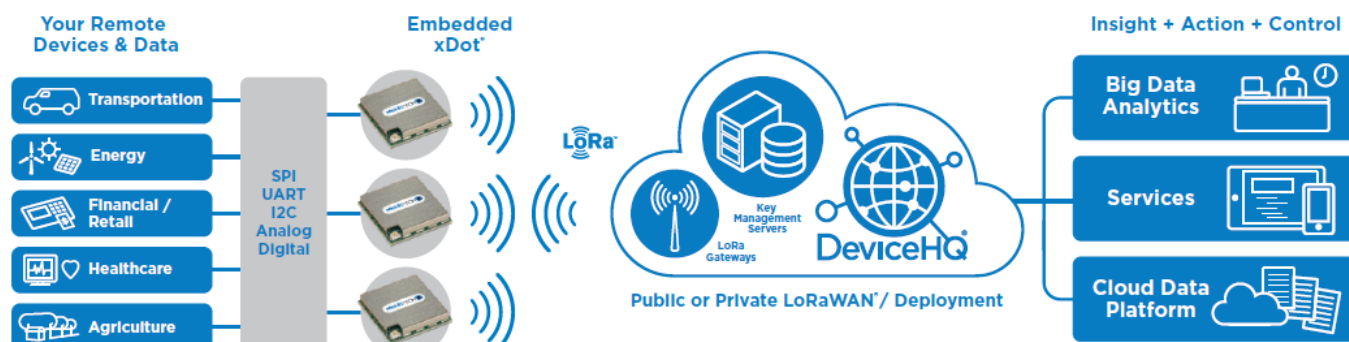 Your Remote
Devices & Data
Transportation
Energy
Financial /
Retail
Healthcare
Agriculture
SPI
UART
I2C
Analog
Digital
Embedded
xDot®
LoRa™
LoRa
Gateways
Key
Management
Servers
DeviceHQ®
Public or Private LoRaWAN®/ Deployment
Insight + Action + Control
Big Data
Analytics
Services
Cloud Data
Platform